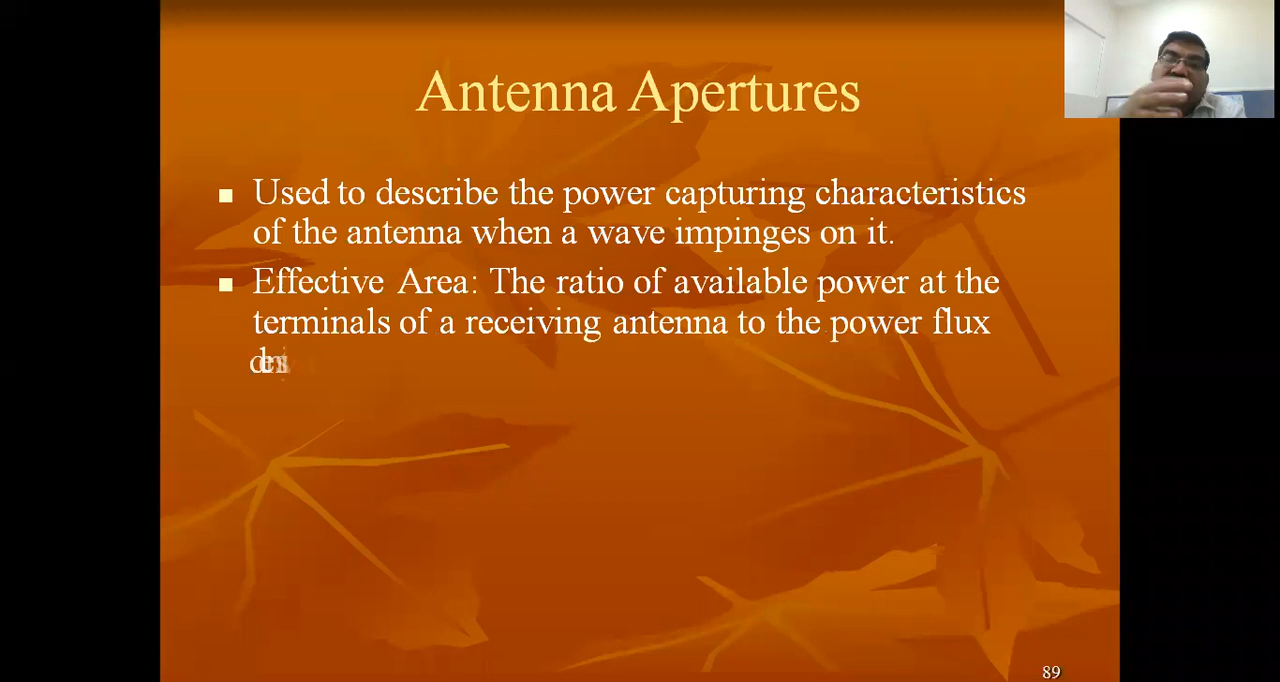 Antenna Apertures
Used to describe the power capturing characteristics
of the antenna when a wave impinges on it.
Effective Area: The ratio of available power at the
terminals of a receiving antenna to the power flux
89